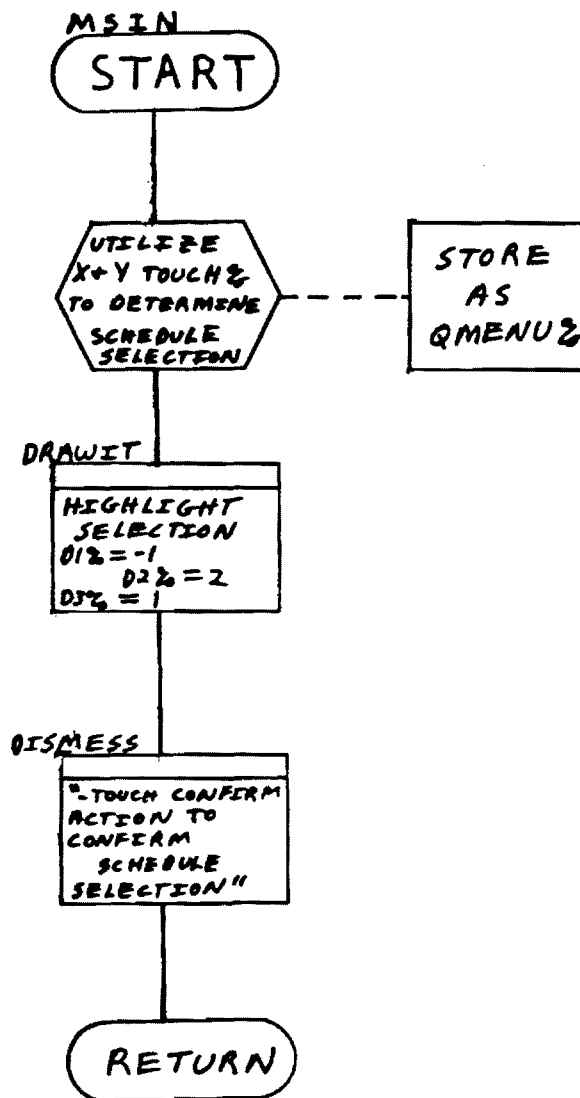 MSIN
START
UTILIZE
X+Y TOUCH%
TO DETERMINE
SCHEDULE
SELECTION
STORE
AS
QMENU%
DRAWIT
HIGHLIGHT
SELECTION
D1% = -1
D2% = 2
D3% = 1
DISMESS
"-TOUCH CONFIRM
ACTION TO
CONFIRM
SCHEDULE
SELECTION"
RETURN